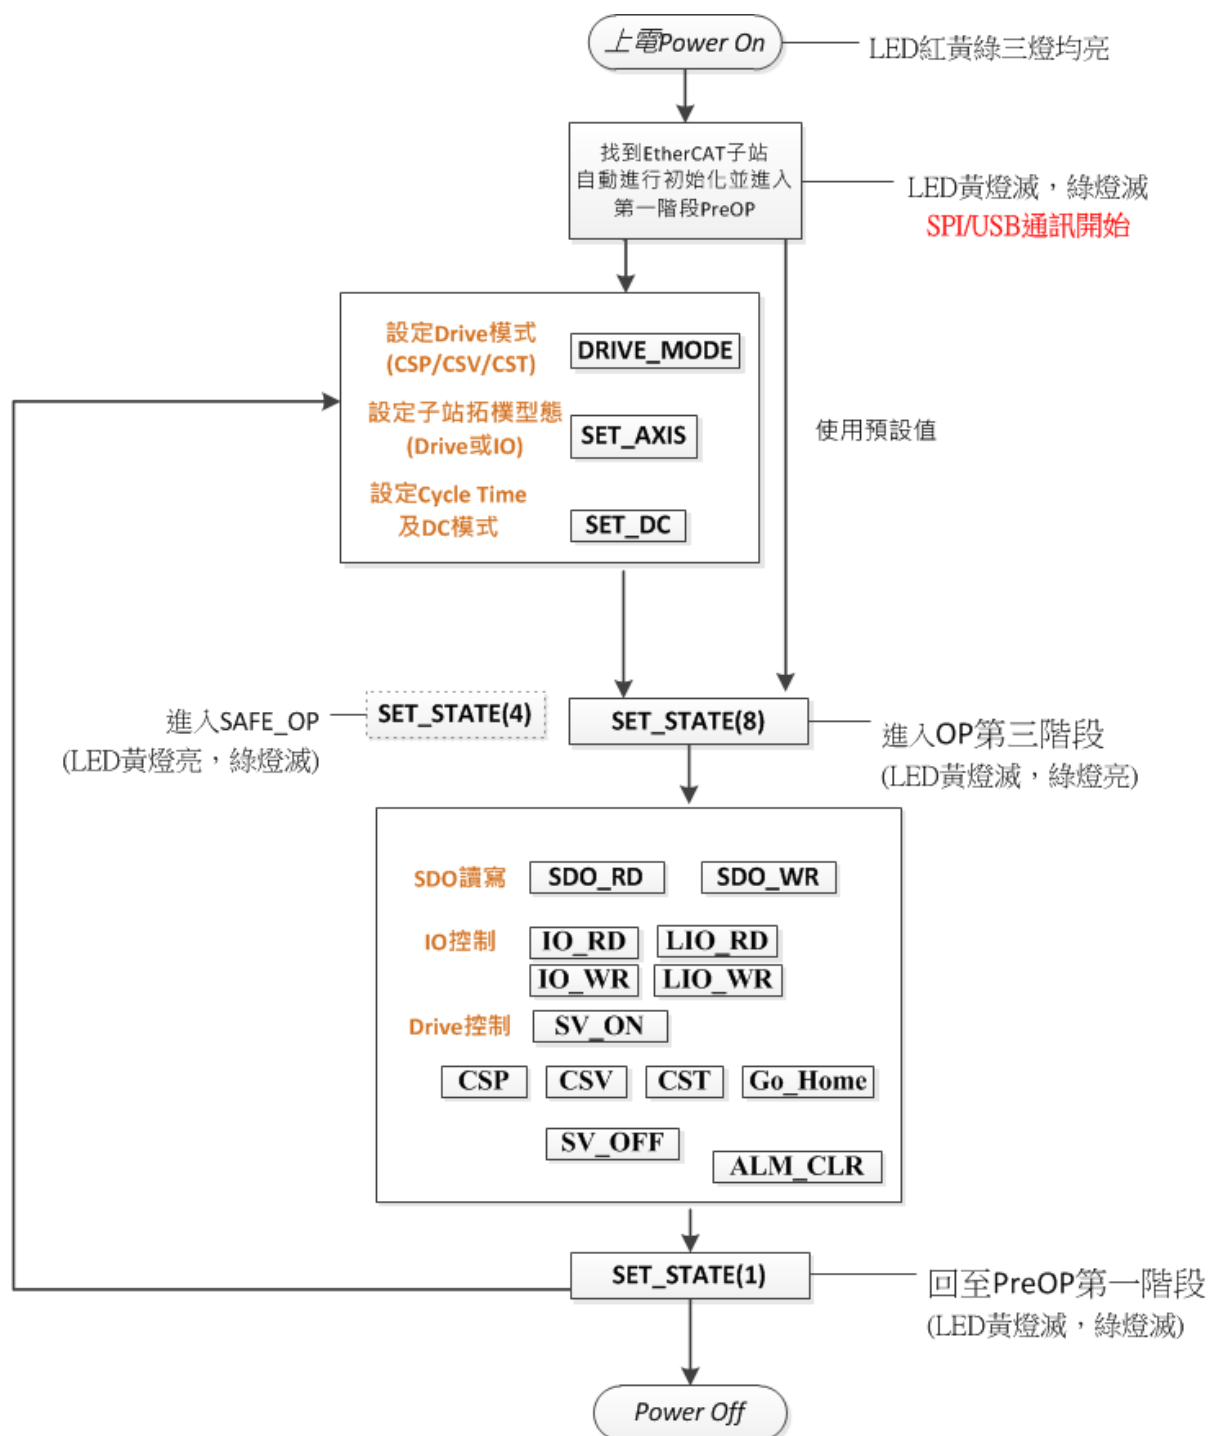 上電Power On
LED紅黃綠三燈均亮
找到EtherCAT子站
自動進行初始化並進入
第一階段PreOP
LED黃燈滅，綠燈滅
SPI/USB通訊開始
設定Drive模式
(CSP/CSV/CST)
DRIVE_MODE
設定子站拓樸型態
(Drive或IO)
SET_AXIS
使用預設值
設定Cycle Time
及DC模式
SET_DC
進入SAFE_OP
(LED黃燈亮，綠燈滅)
SET_STATE(4)
SET_STATE(8)
進入OP第三階段
(LED黃燈滅，綠燈亮)
SDO讀寫
SDO_RD
SDO_WR
IO控制
IO_RD
LIO_RD
IO_WR
LIO_WR
Drive控制
SV_ON
CSP
CSV
CST
Go_Home
SV_OFF
ALM_CLR
SET_STATE(1)
回至PreOP第一階段
(LED黃燈滅，綠燈滅)
Power Off